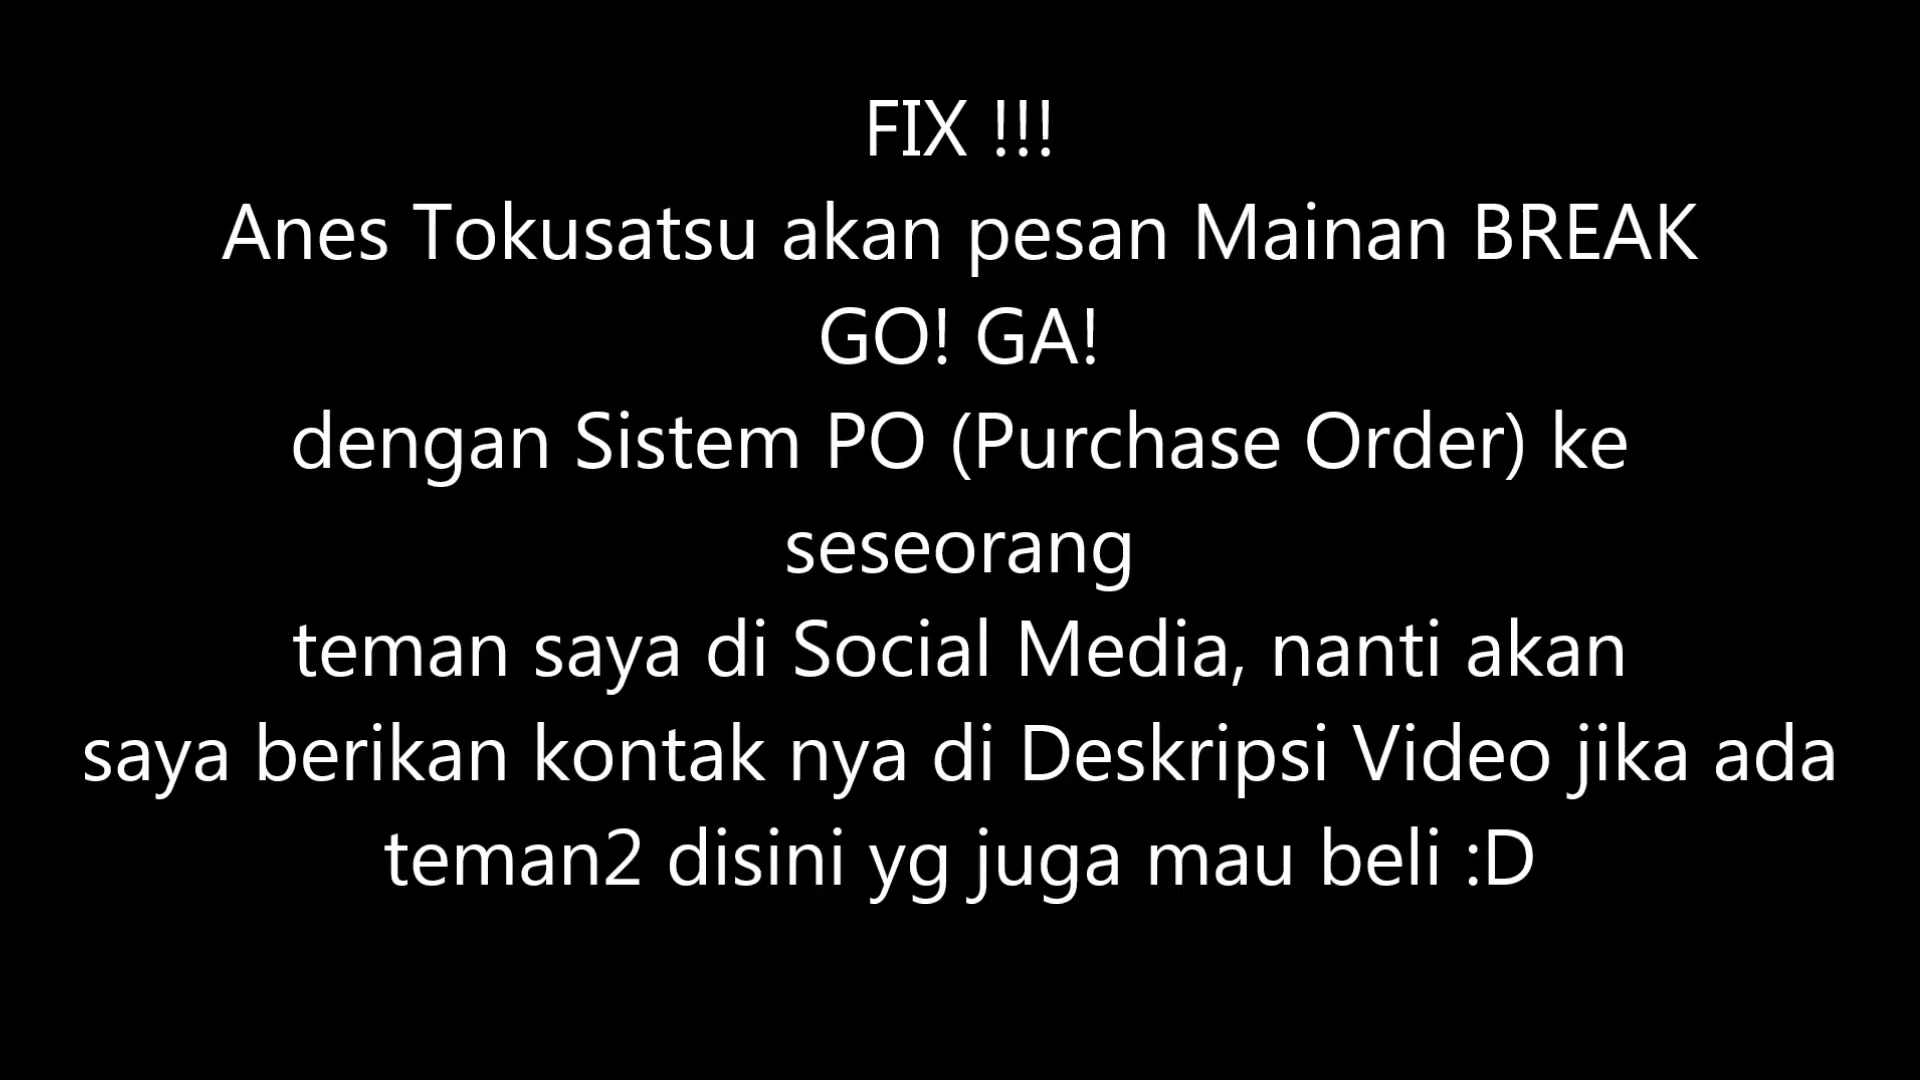 FIX !!!
Anes Tokusatsu akan pesan Mainan BREAK
GO! GA!
dengan Sistem PO (Purchase Order) ke
seseorang
teman saya di Social Media, nanti akan
saya berikan kontak nya di Deskripsi Video jika ada
teman2 disini yg juga mau beli :D